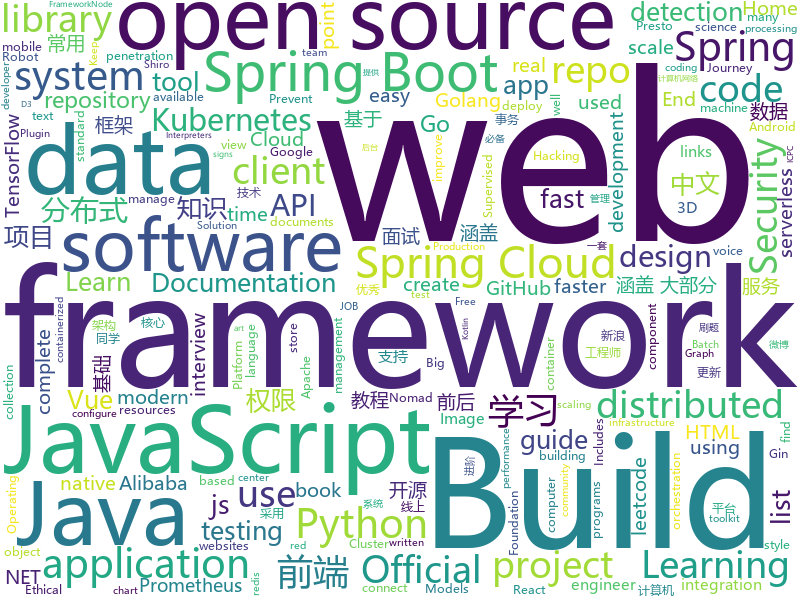 FrameworkNode
open source
library
常用
detection
Home
many
processing
mobile
Robot
penetration
Shiro
team
point
scale
Presto
science
Journey
Spring
developer
system
tool
Spring Boot
repo
real
app
code
coding
计算机网络
提供
D3
text
available
Prevent
repository
easy
Golang
End
used
machine
Android
数据
TensorFlow
standard
框架
Kubernetes
基于
Go
deploy
事务
well
必备
Plugin
Interpreters
Cloud
view
Google
后台
data
web
client
Improve
Hacking
Supervised
development
links
ICPC
Security
中文
3D
serverless
signs
分布式
知识
time
API
fast
manage
技术
documents
面试
涵盖
管理
项目
software
Solution
Production
一套
voice
Spring Cloud
design
Learn
Documentation
优秀
test
create
GitHub
faster
涵盖 大部分
服务
framework
JOB
Free
containerized
complete
架构
核心
同学
基础
interview
Platform
language
art
store
Apache
management
支持
Big
container
Kotlin
新浪
工程师
component
刷题
Batch
Graph
微博
更新
collection
Vue
modern
resources
configure
权限
教程
Nomad
前后
Image
学习
distributed
JavaScript
Build
native
Alibaba
based
find
center
js
use
book
开源
线上
guide
building
scaling
performance
Includes
infrastructure
HTML
using
Gin
Operating
Java
testing
采用
系统
Python
进阶
Foundation
computer
community
programs
leetcode
orchestration
平台
toolkit
list
websites
Cluster
written
project
Learning
application
前端
Official
object
style
NET
Ethical
Prometheus
chart
red
redis
connect
Models
React
engineer
计算机
integration